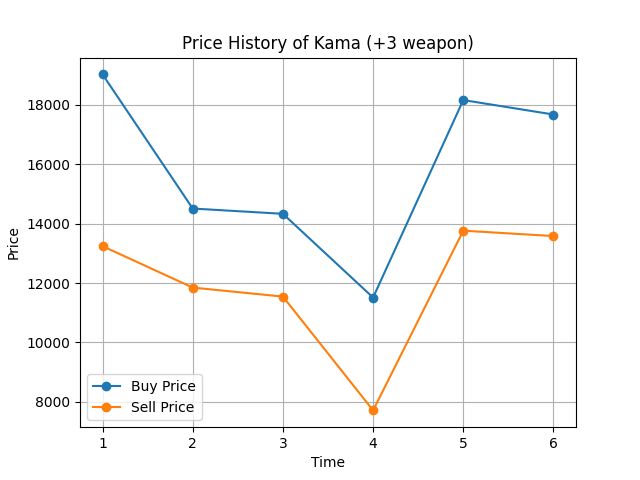 Price History of Kama (+3 weapon)
18000
16000
14000
12000
10000
8000
Price
Buy Price
Sell Price
1 2 3 4 5 6
Time